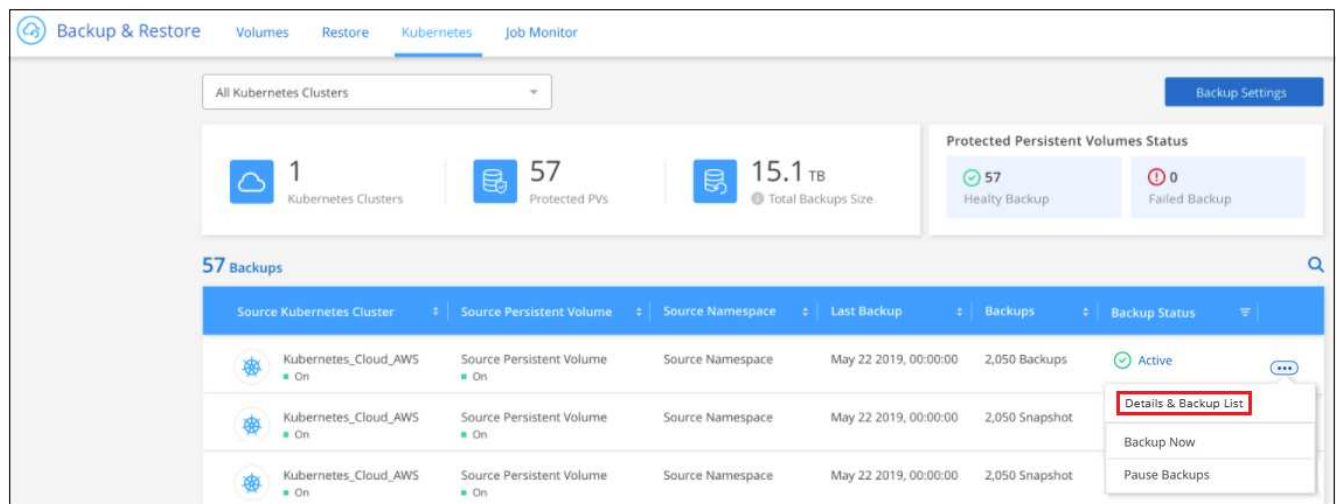 Backup & Restore Volumes Restore Kubernetes Job Monitor
All Kubernetes Clusters
Backup Settings
1
Kubernetes Clusters
57
Protected PVs
15.1 TB
Total Backups Size
Protected Persistent Volumes Status
57
Healty Backup
0
Failed Backup
57 Backups
Source Kubernetes Cluster Source Persistent Volume Source Namespace Last Backup Backups Backup Status
Kubernetes_Cloud_AWS Source Persistent Volume Source Namespace May 22 2019, 00:00:00 2,050 Backups Active
On On
Details & Backup List
Kubernetes_Cloud_AWS Source Persistent Volume Source Namespace May 22 2019, 00:00:00 2,050 Snapshot
On On
Backup Now
Kubernetes_Cloud_AWS Source Persistent Volume Source Namespace May 22 2019, 00:00:00 2,050 Snapshot
On On
Pause Backups